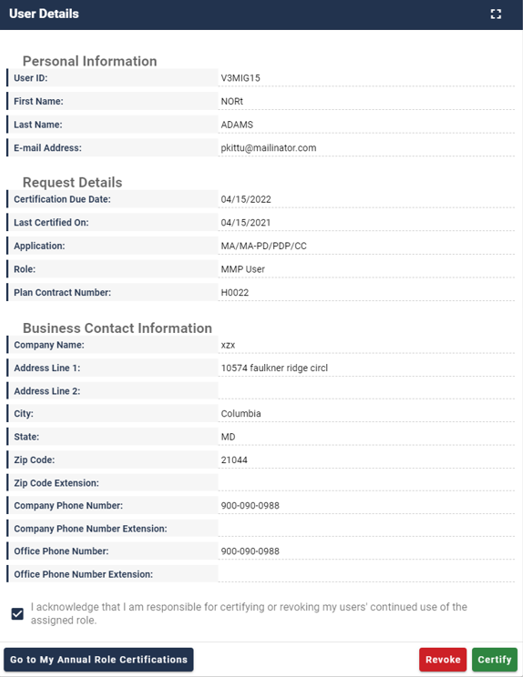 User Details
Personal Information
User ID: V3MIG15
First Name: NORt
Last Name: ADAMS
E-mail Address: pkittu@mailinator.com
Request Details
Certification Due Date: 04/15/2022
Last Certified On: 04/15/2021
Application: MA/MA-PD/PDP/CC
Role: MMP User
Plan Contract Number: H0022
Business Contact Information
Company Name: xzx
Address Line 1: 10574 faulkner ridge circl
Address Line 2:
City: Columbia
State: MD
Zip Code: 21044
Zip Code Extension:
Company Phone Number: 900-090-0988
Company Phone Number Extension:
Office Phone Number: 900-090-0988
Office Phone Number Extension:
I acknowledge that I am responsible for certifying or revoking my users' continued use of the
assigned role.
Go to My Annual Role Certifications Revoke Certify